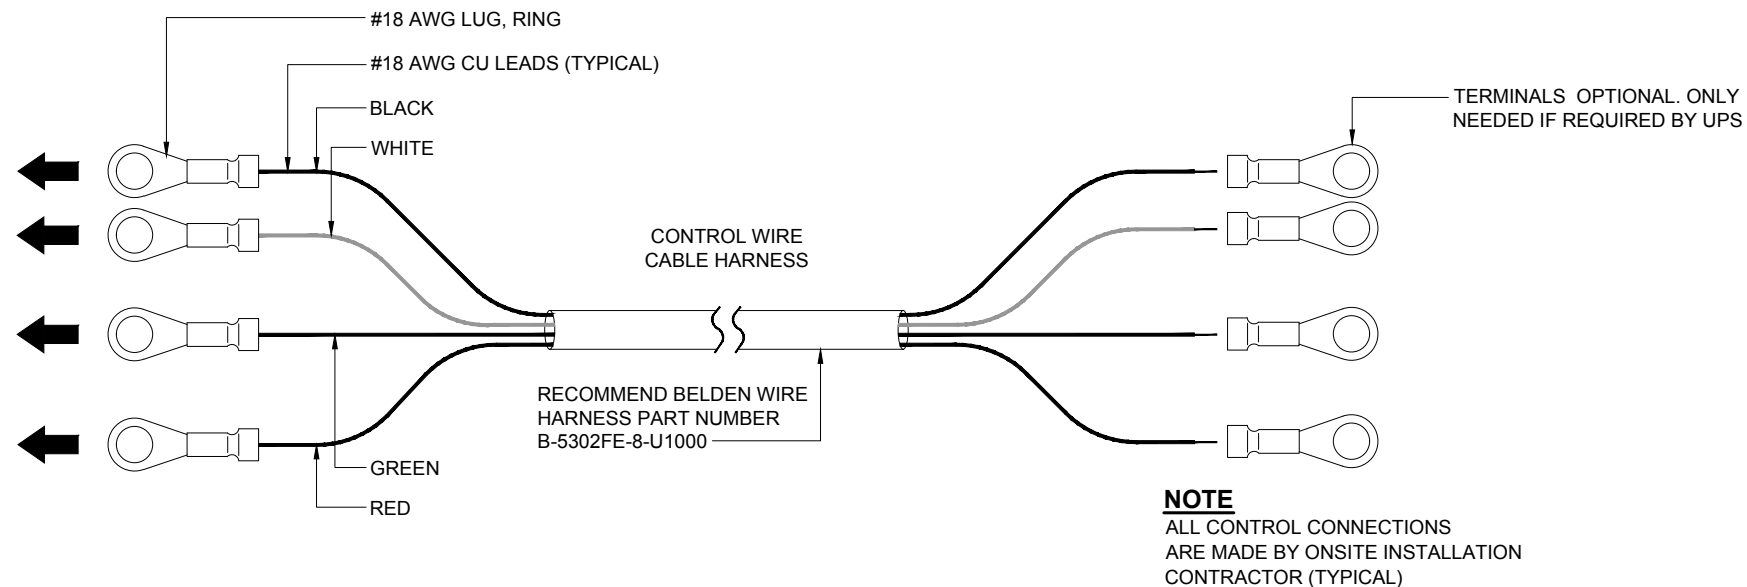 #18 AWG LUG, RING
#18 AWG CU LEADS (TYPICAL)
BLACK
WHITE
TERMINALS OPTIONAL. ONLY
NEEDED IF REQUIRED BY UPS
CONTROL WIRE
CABLE HARNESS
RECOMMEND BELDEN WIRE
HARNESS PART NUMBER
B-5302FE-8-U1000
GREEN
RED
NOTE
ALL CONTROL CONNECTIONS
ARE MADE BY ONSITE INSTALLATION
CONTRACTOR (TYPICAL)